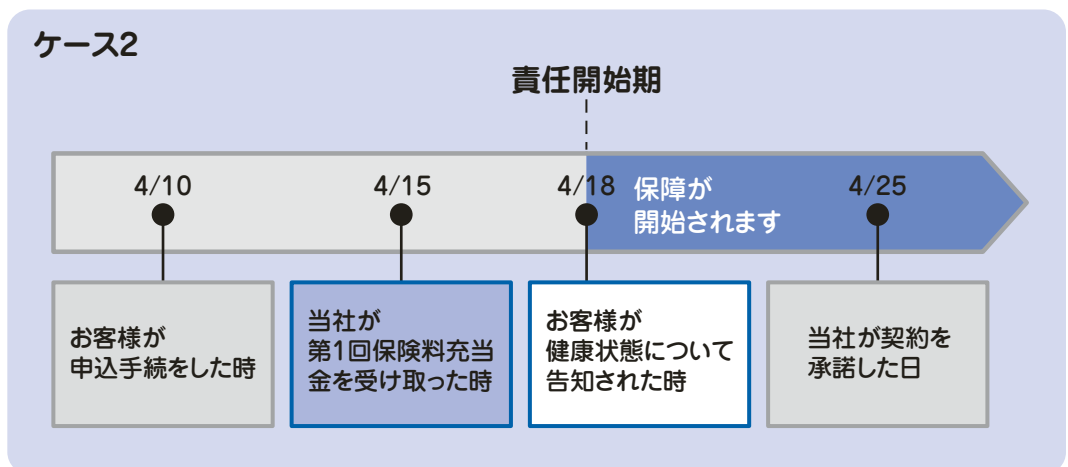 ケース2
責任開始期
4/10
4/15
4/18
保障が
開始されます
4/25
お客様が
申込手続をした時
当社が
第1回保険料充当
金を受け取った時
お客様が
健康状態について
告知された時
当社が契約を
承諾した日